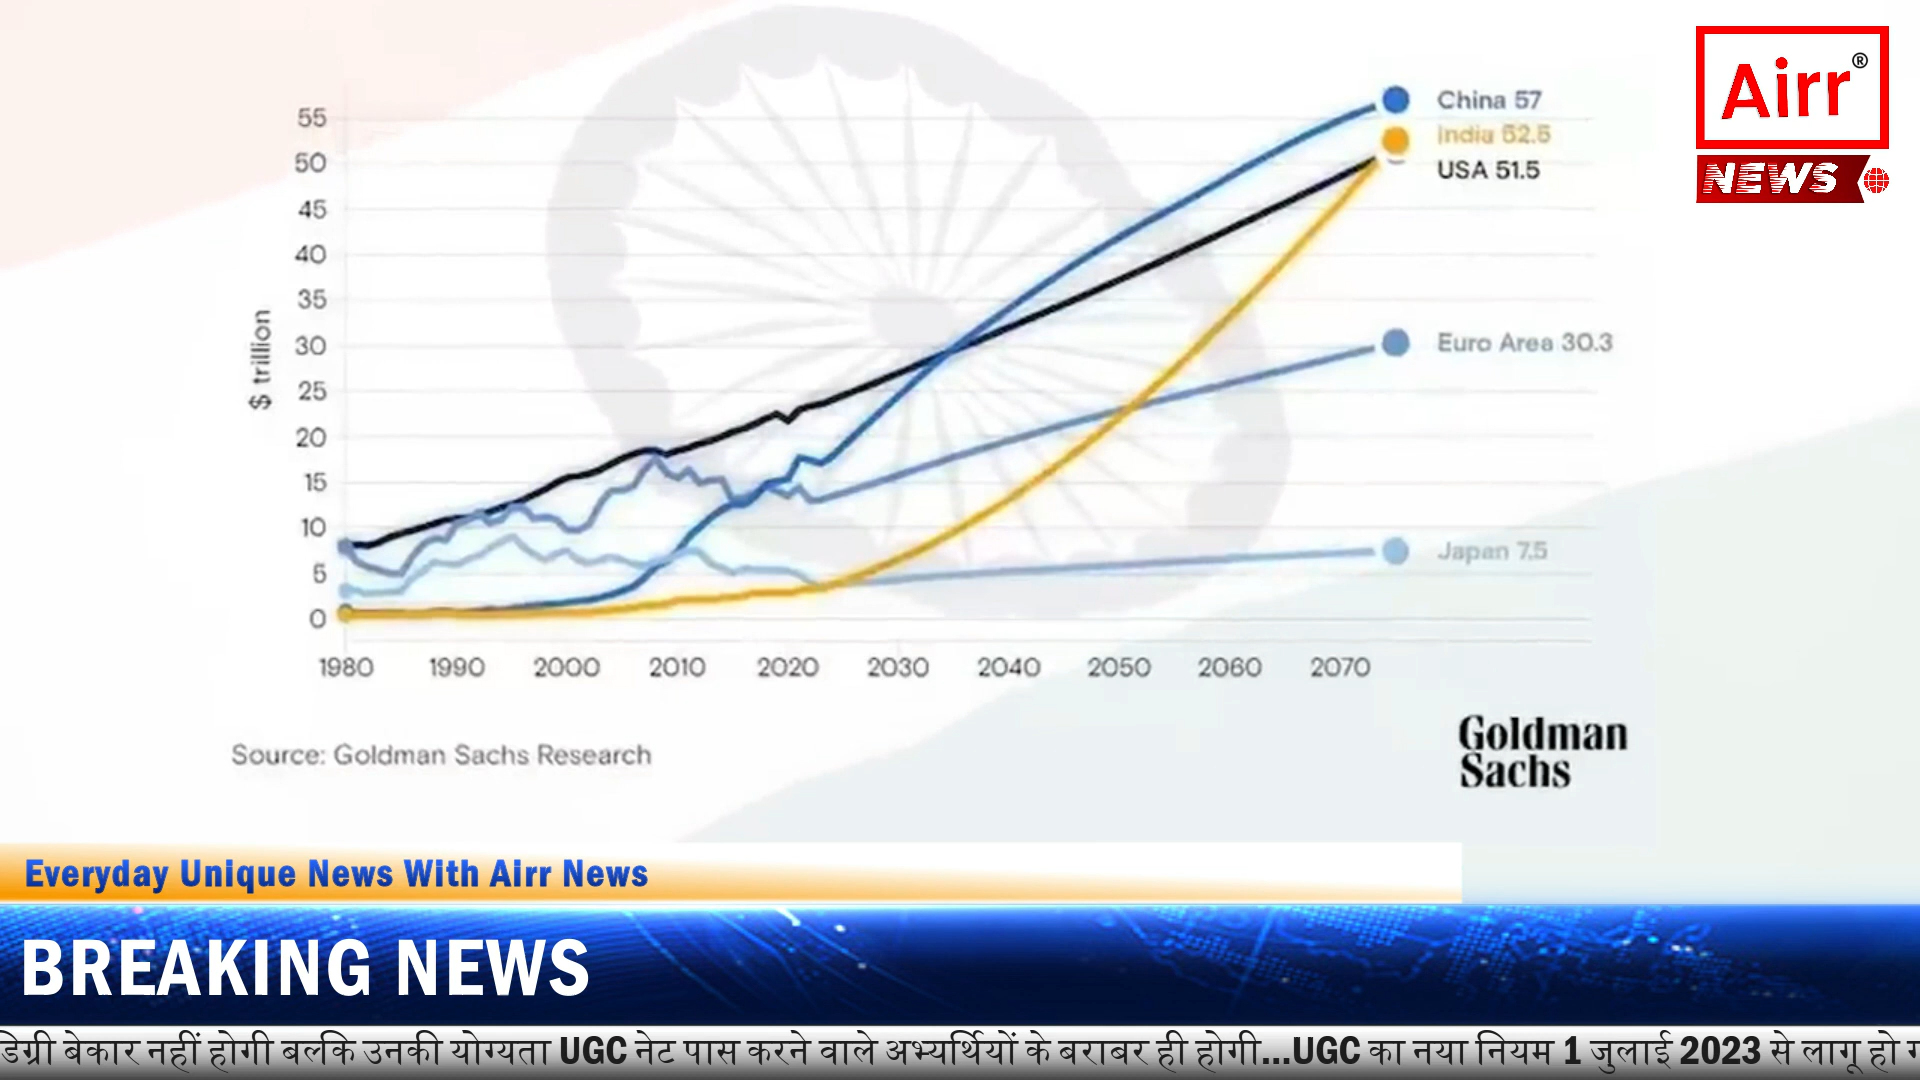 Airr®
NEWS
55
50
45
40
35
30
25
20
15
10
5
0
$ trillion
China 57
India 52.5
USA 51.5
Euro Area 30.3
Japan 7.5
1980 1990 2000 2010 2020 2030 2040 2050 2060 2070
Source: Goldman Sachs Research
Goldman
Sachs
Everyday Unique News With Airr News
BREAKING NEWS
डिग्री बेकार नहीं होगी बल्कि उनकी योग्यता UGC नेट पास करने वाले अभ्यर्थियों के बराबर ही होगी...UGC का नया नियम 1 जुलाई 2023 से लागू हो